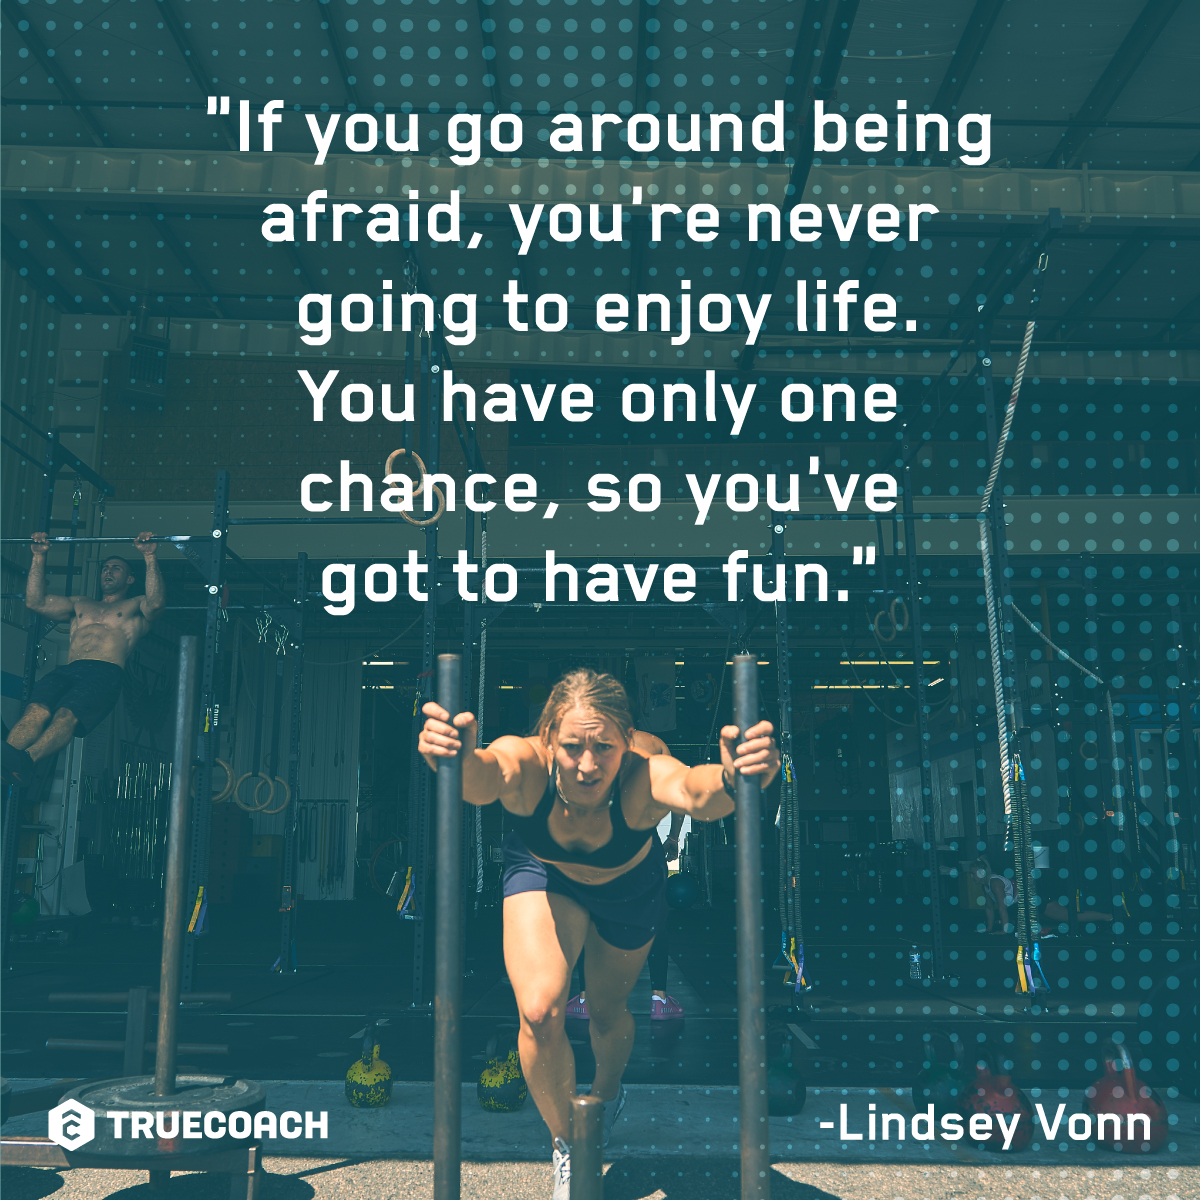 "If you go around being
afraid, you're never
going to enjoy life.
You have only one
chance, so you've
got to have fun."
TRUECOACH
-Lindsey Vonn